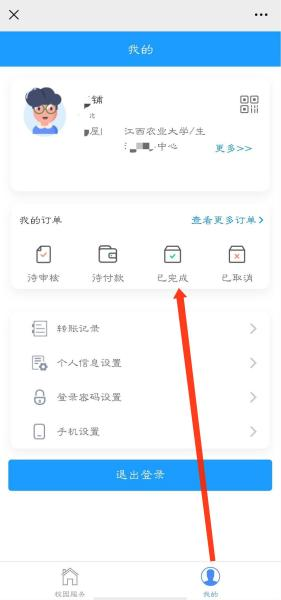 我的
铺
江西农业大学/生
中心
更多>>
我的订单
查看更多订单
待审核 待付款 已完成 已取消
转账记录
个人信息设置
登录密码设置
手机设置
退出登录
校园服务 我的